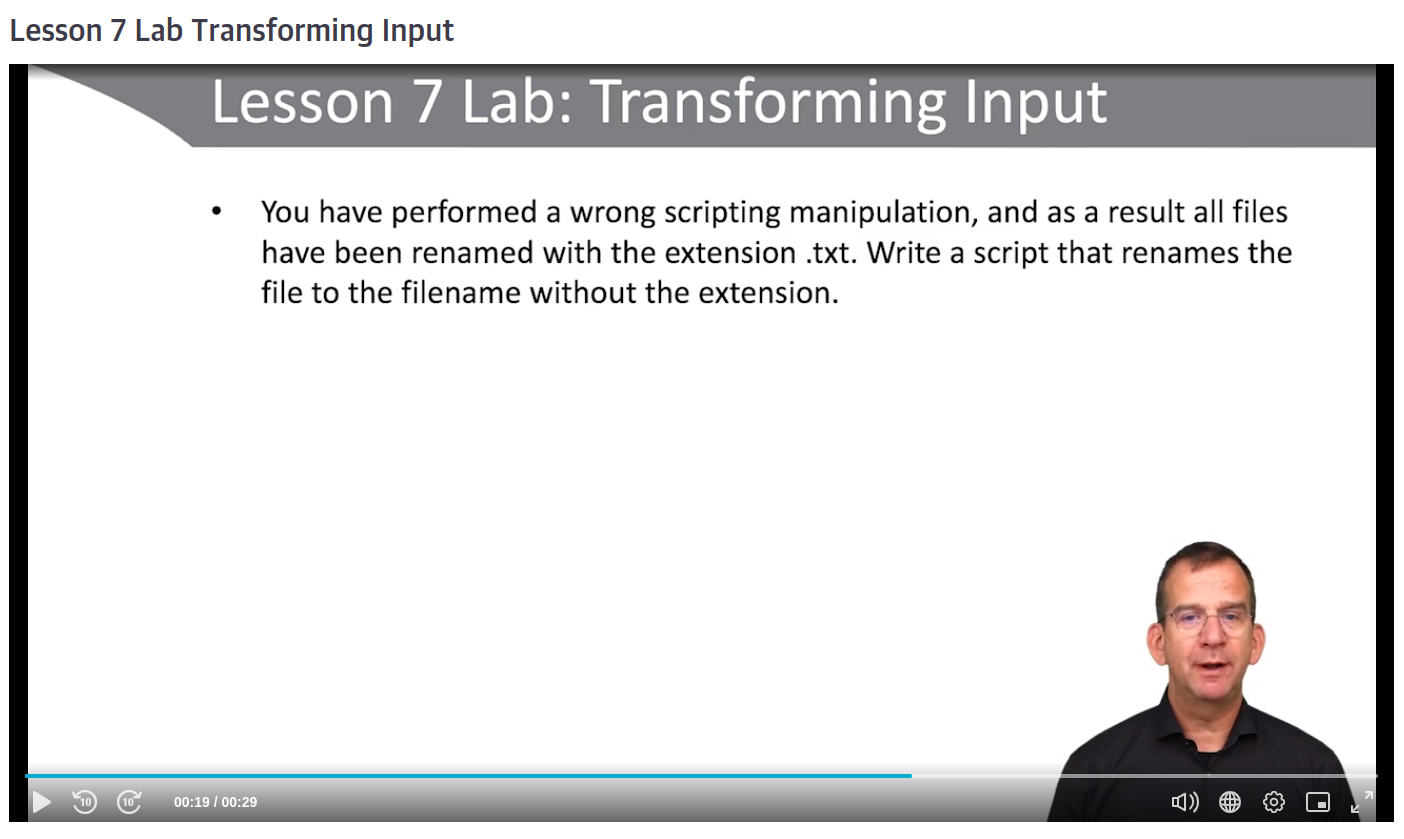 Lesson 7 Lab Transforming Input
Lesson 7 Lab: Transforming Input
• You have performed a wrong scripting manipulation, and as a result all files
have been renamed with the extension .txt. Write a script that renames the
file to the filename without the extension.
10 10 00:19 / 00:29